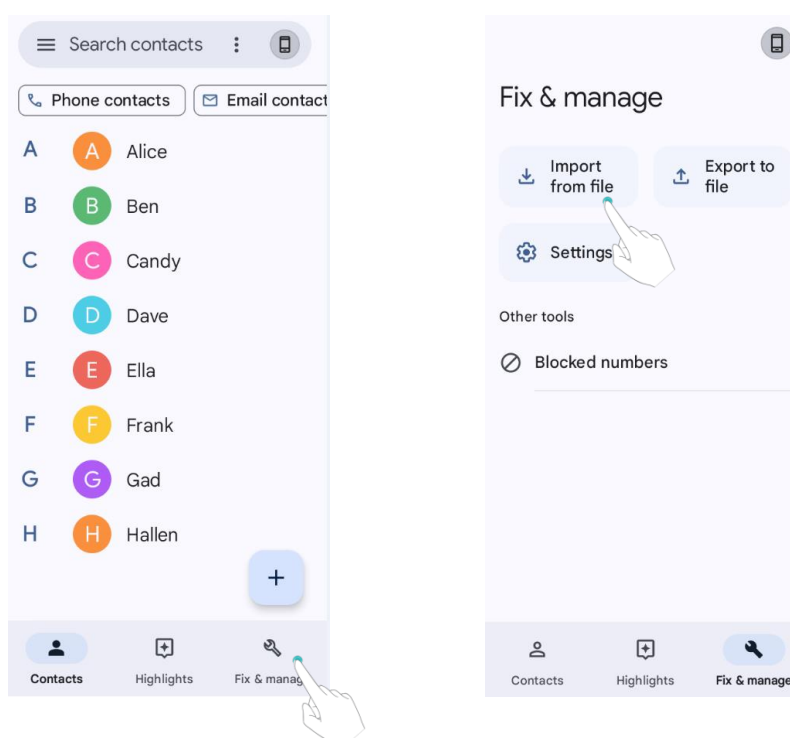 Search contacts
Phone contacts
Email contact
A
A
Alice
B
B
Ben
C
C
Candy
D
D
Dave
E
E
Ella
F
F
Frank
G
G
Gad
H
H
Hallen
+
Contacts
Highlights
Fix & manag
Fix & manage
Import
from file
Export to
file
Settings
Other tools
Blocked numbers
Contacts
Highlights
Fix & manage